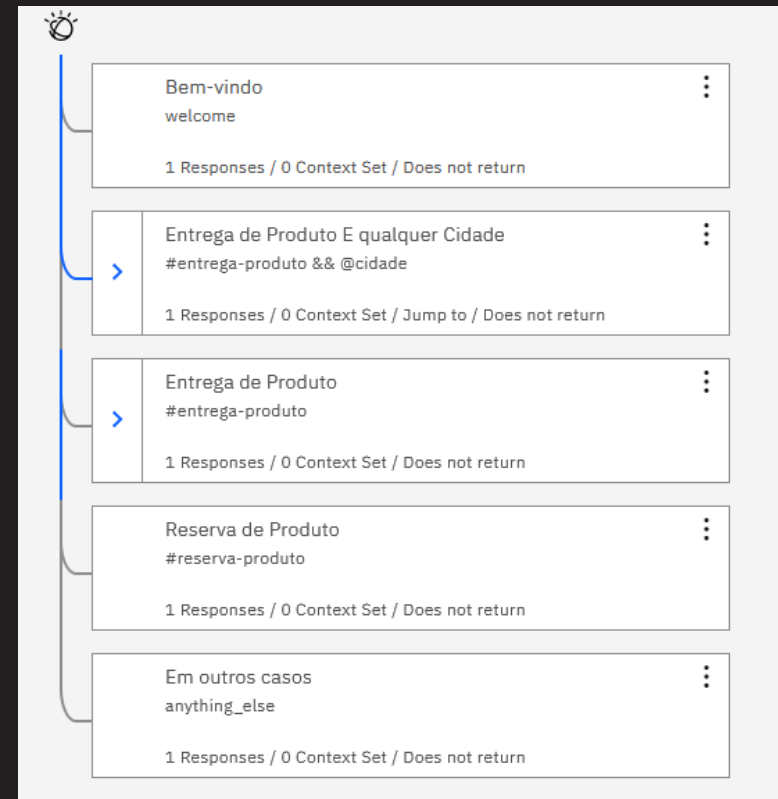 Bem-vindo
welcome
1 Responses / 0 Context Set / Does not return
Entrega de Produto E qualquer Cidade
#entrega-produto && @cidade
1 Responses / 0 Context Set / Jump to / Does not return
Entrega de Produto
#entrega-produto
1 Responses / 0 Context Set / Does not return
Reserva de Produto
#reserva-produto
1 Responses / 0 Context Set / Does not return
Em outros casos
anything_else
1 Responses / 0 Context Set / Does not return